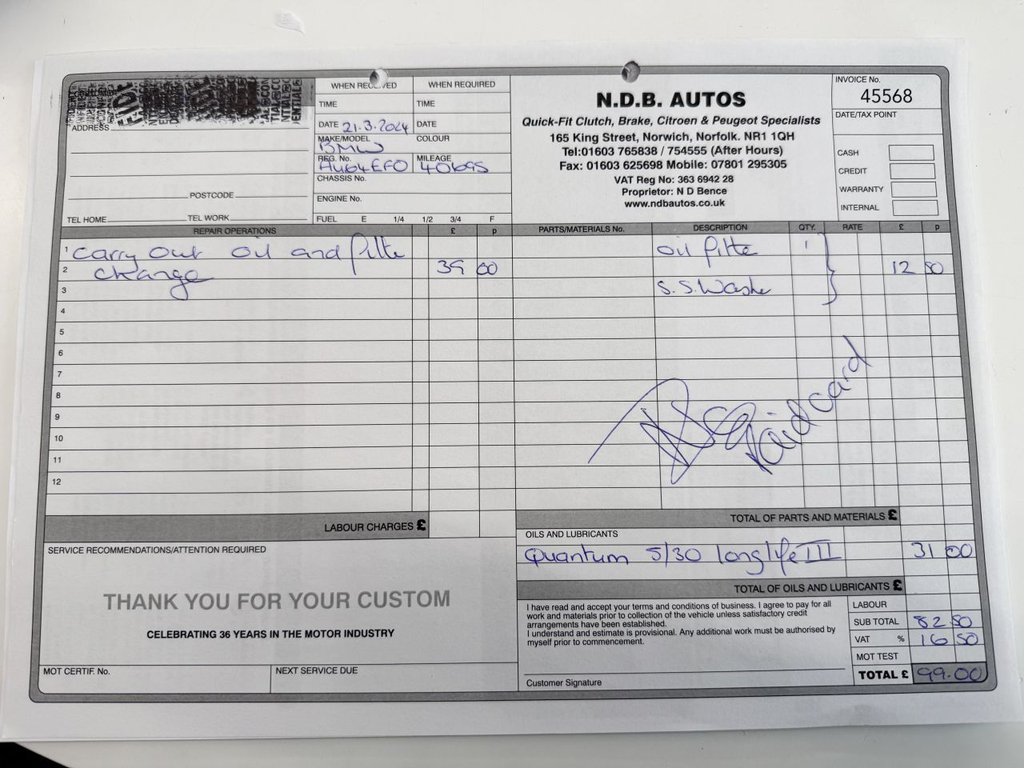 ADDRESS
POSTCODE
TEL HOME TEL WORK
WHEN RECEIVED WHEN REQUIRED
TIME TIME
DATE 21.3.2024 DATE
MAKE/MODEL BMW COLOUR
REG. No. HU64EFO MILEAGE 40695
CHASSIS No.
ENGINE No.
FUEL E 1/4 1/2 3/4 F
N.D.B. AUTOS
Quick-Fit Clutch, Brake, Citroen & Peugeot Specialists
165 King Street, Norwich, Norfolk. NR1 1QH
Tel:01603 765838 / 754555 (After Hours)
Fax: 01603 625698 Mobile: 07801 295305
VAT Reg No: 363 6942 28
Proprietor: N D Bence
www.ndbautos.co.uk
INVOICE No.
45568
DATE/TAX POINT
CASH
CREDIT
WARRANTY
INTERNAL
REPAIR OPERATIONS £ p
1 Carry out oil and filte
2 change 39 00
3
4
5
6
7
8
9
10
11
12
LABOUR CHARGES £
PARTS/MATERIALS No. DESCRIPTION QTY. RATE £ p
oil filte 1
12 50
S.S. Washe
Paid card
TOTAL OF PARTS AND MATERIALS £
OILS AND LUBRICANTS
Quantum 5/30 longlife III 31 00
TOTAL OF OILS AND LUBRICANTS £
SERVICE RECOMMENDATIONS/ATTENTION REQUIRED
THANK YOU FOR YOUR CUSTOM
CELEBRATING 36 YEARS IN THE MOTOR INDUSTRY
MOT CERTIF. No. NEXT SERVICE DUE
I have read and accept your terms and conditions of business. I agree to pay for all
work and materials prior to collection of the vehicle unless satisfactory credit
arrangements have been established.
I understand and estimate is provisional. Any additional work must be authorised by
myself prior to commencement.
Customer Signature
LABOUR
SUB TOTAL 82 50
VAT % 16 50
MOT TEST
TOTAL £ 99.00